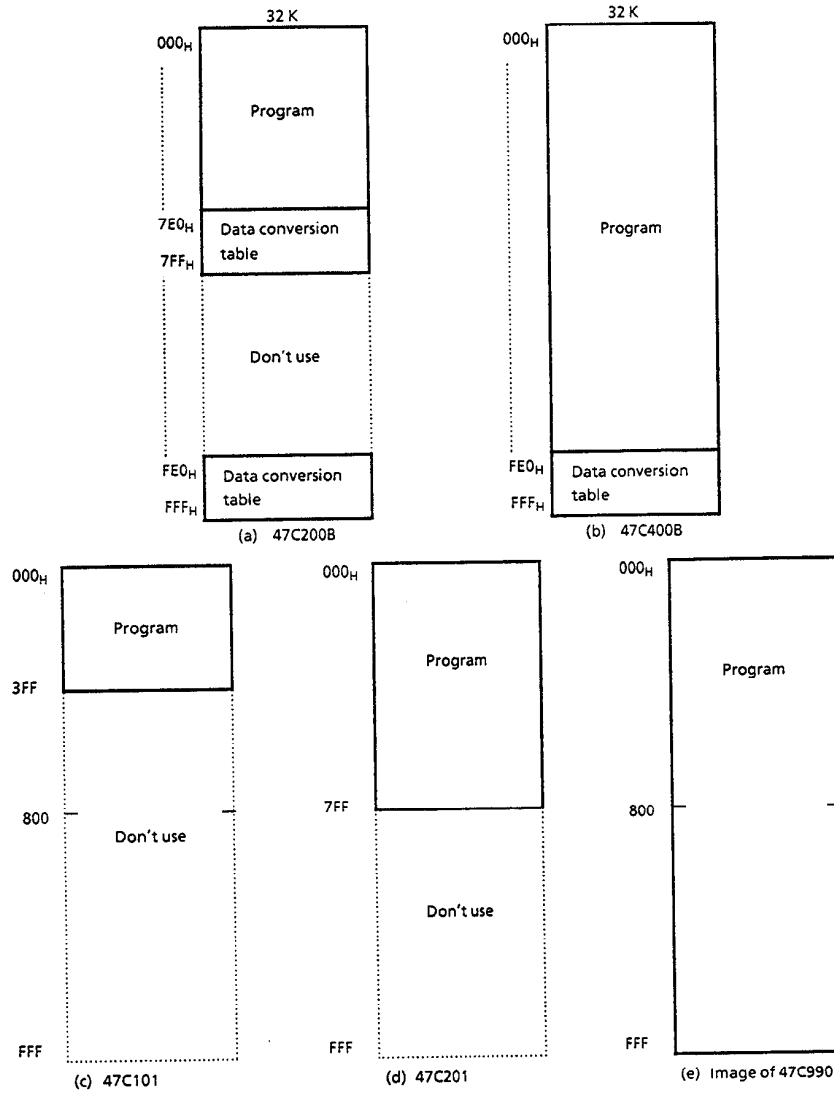 32 K
000H
Program
7E0H
Data conversion
table
7FFH
Don't use
FE0H
Data conversion
table
FFFH
(a) 47C200B
32 K
000H
Program
FE0H
Data conversion
table
FFFH
(b) 47C400B
000H
Program
3FF
800
Don't use
FFF
(c) 47C101
000H
Program
7FF
Don't use
FFF
(d) 47C201
000H
Program
800
FFF
(e) Image of 47C990